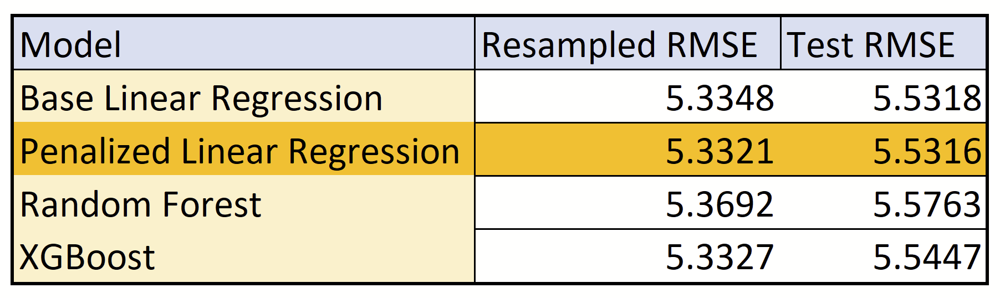 Model Resampled RMSE Test RMSE
Base Linear Regression 5.3348 5.5318
Penalized Linear Regression 5.3321 5.5316
Random Forest 5.3692 5.5763
XGBoost 5.3327 5.5447